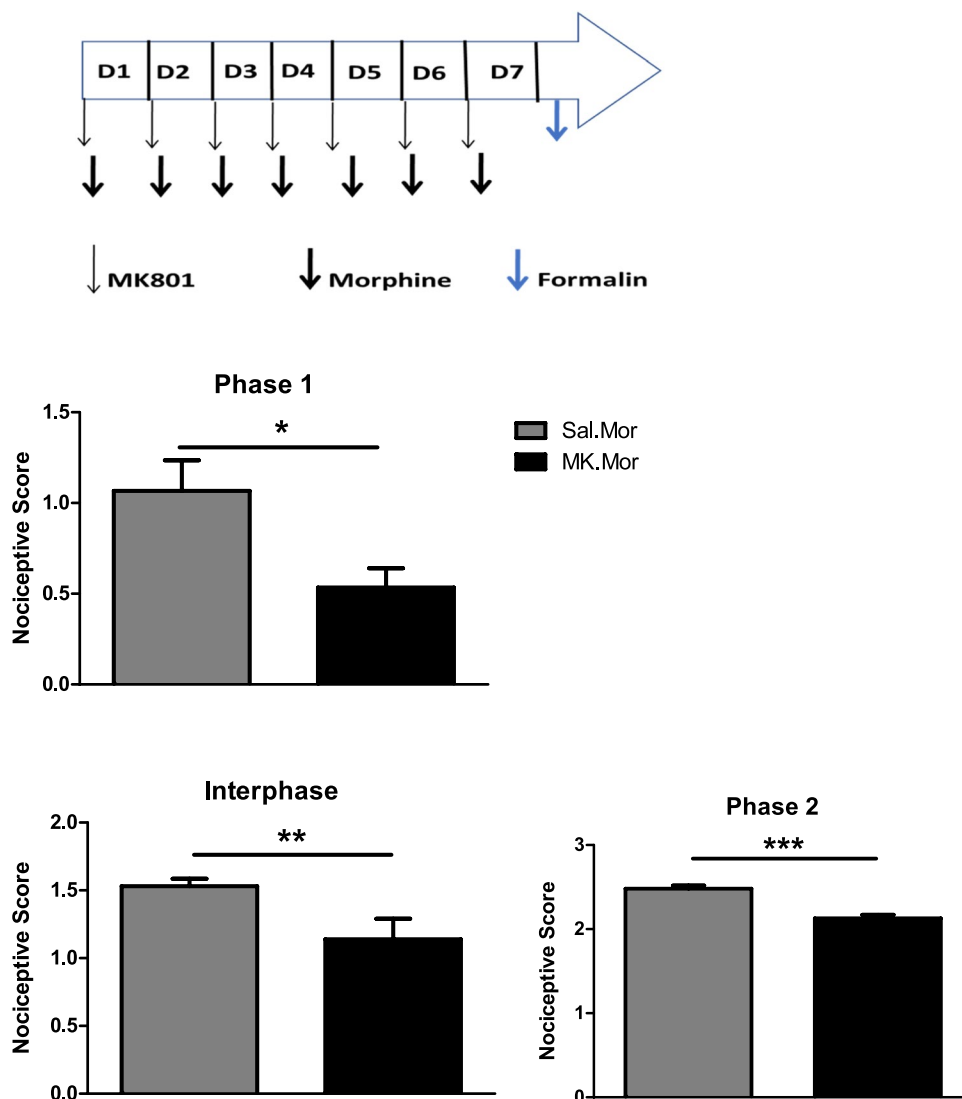 D1 D2 D3 D4 D5 D6 D7
MK801 Morphine Formalin
Phase 1
Nociceptive Score
1.5
1.0
0.5
0.0
*
Sal.Mor
MK.Mor
Interphase
Nociceptive Score
2.0
1.5
1.0
0.5
0.0
**
Phase 2
Nociceptive Score
3
2
1
0
***